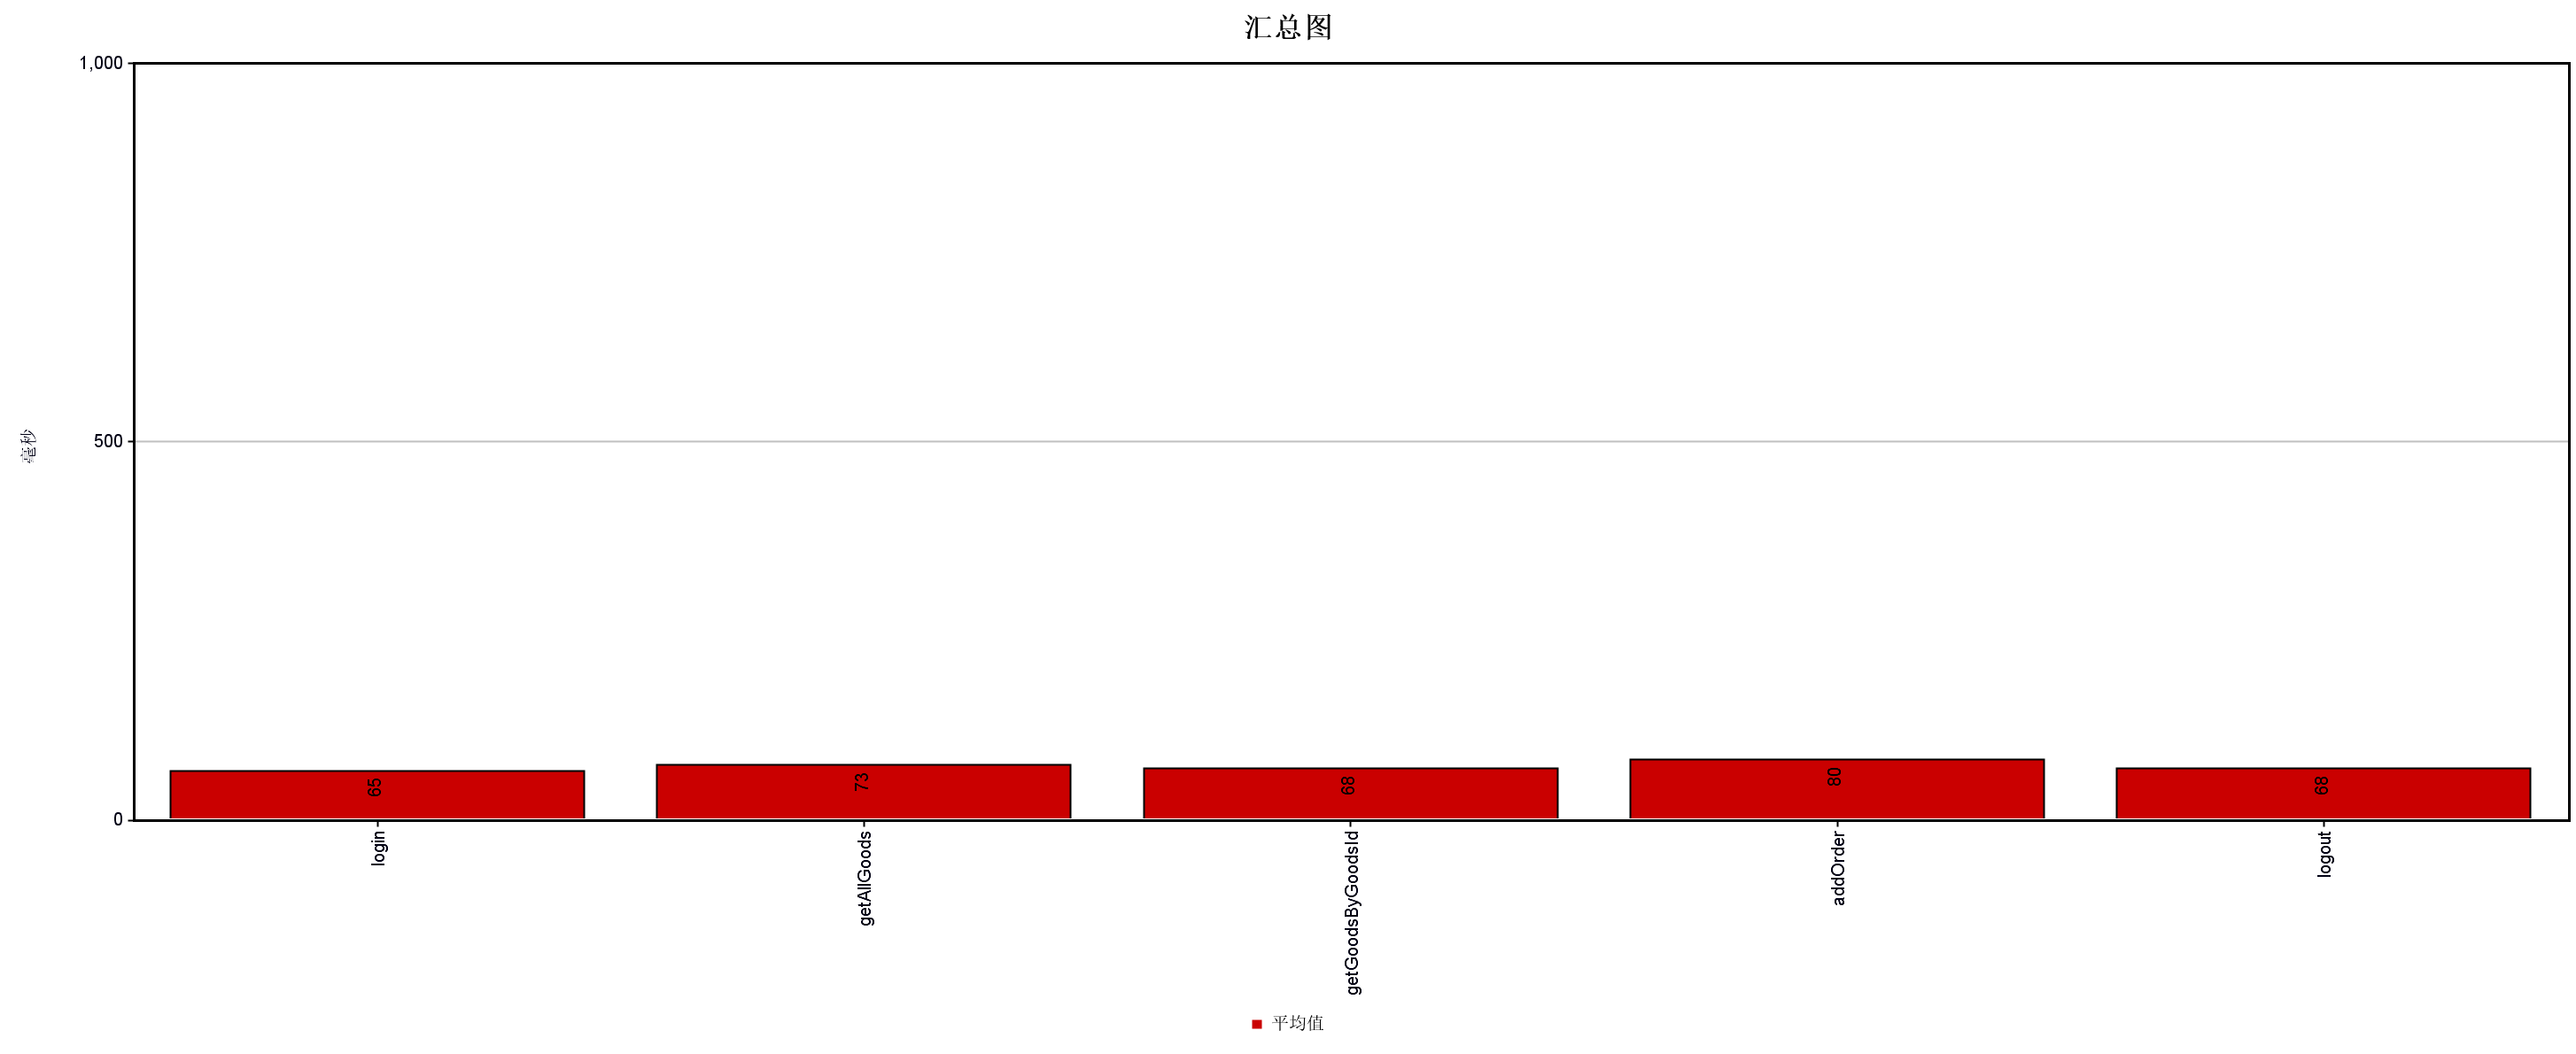 汇总图
1,000
500
0
毫秒
65
73
68
80
68
login
getAllGoods
getGoodsByGoodsId
addOrder
logout
平均值